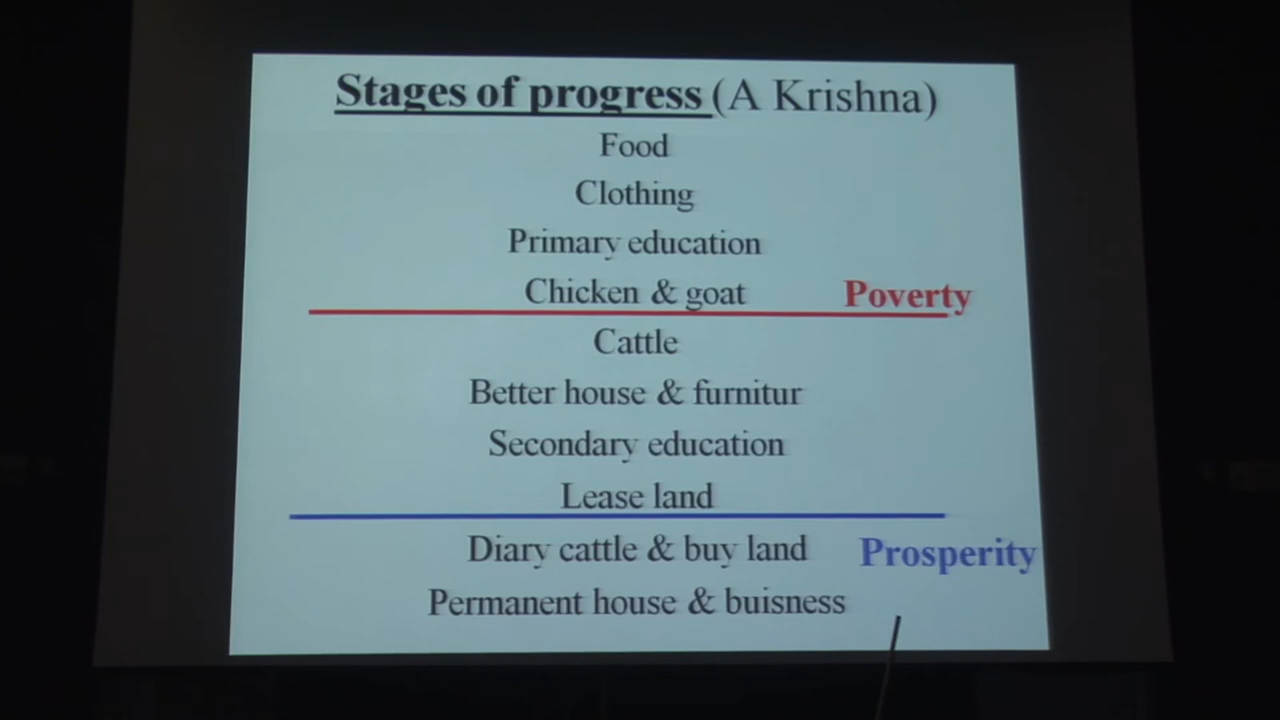 Stages of progress (A Krishna)
Food
Clothing
Primary education
Chicken & goat Poverty
Cattle
Better house & furnitur
Secondary education
Lease land
Diary cattle & buy land Prosperity
Permanent house & buisness